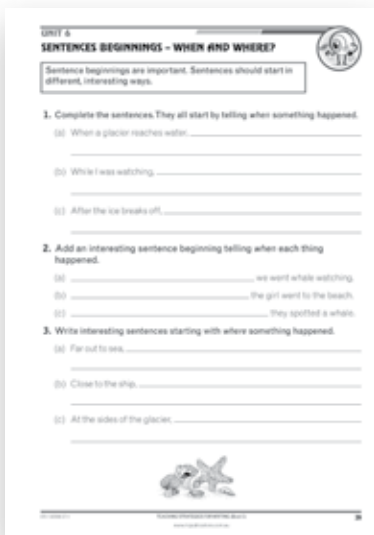 UNIT 6
SENTENCES BEGINNINGS – WHEN AND WHERE?
Sentence beginnings are important. Sentences should start in
different, interesting ways.
1. Complete the sentences. They all start by telling when something happened.
(a) When a glacier reaches water,
(b) While I was watching,
(c) After the ice breaks off,
2. Add an interesting sentence beginning telling when each thing
happened.
(a) we went whale watching.
(b) the girl went to the beach.
(c) they spotted a whale.
3. Write interesting sentences starting with where something happened.
(a) Far out to sea,
(b) Close to the ship,
(c) At the sides of the glacier,